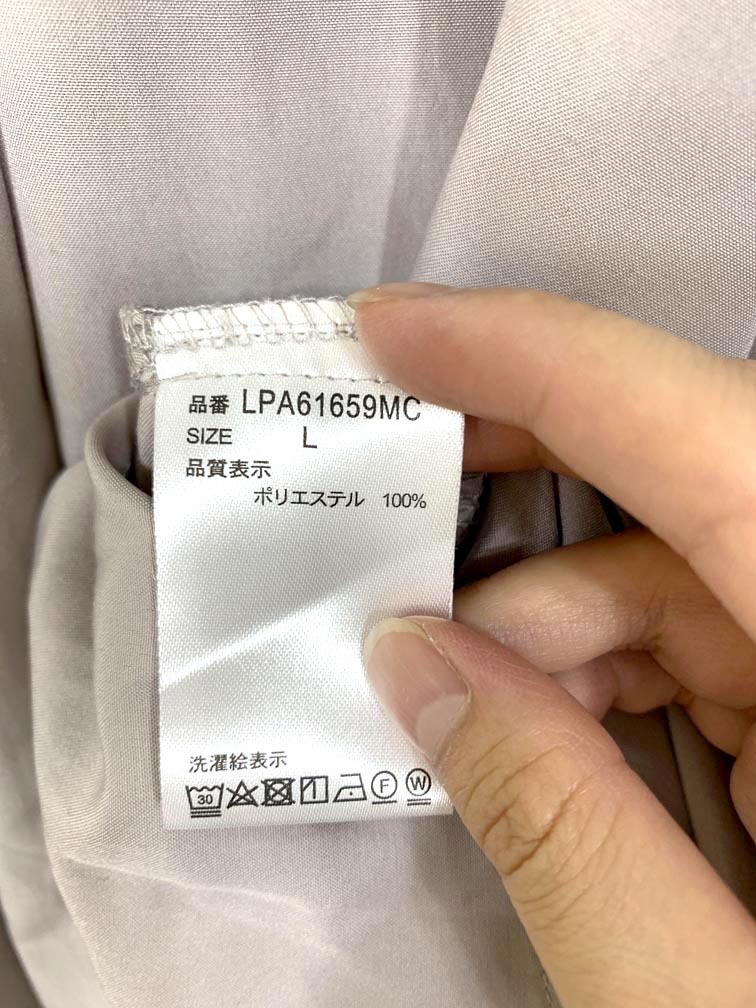 品番 LPA61659MC
SIZE L
品質表示
ポリエステル 100%
洗濯絵表示
30 F W